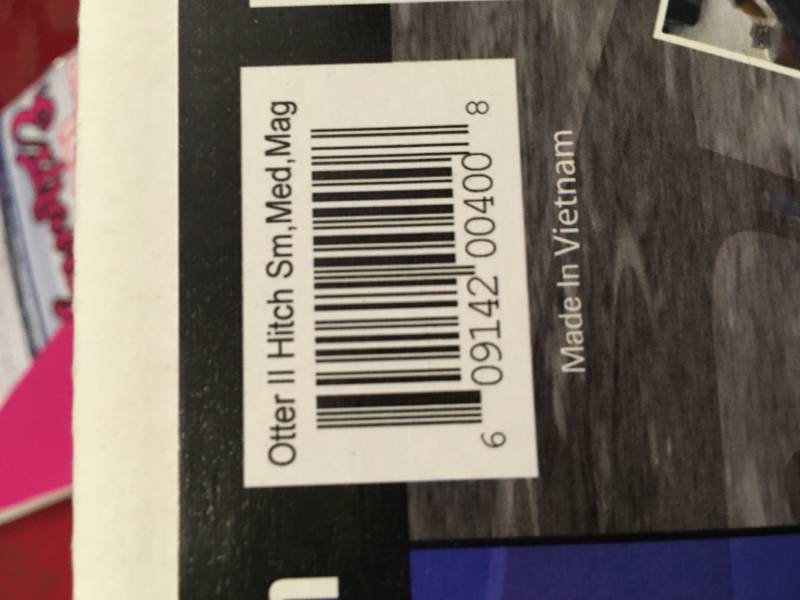 Otter II Hitch Sm,Med,Mag
6 09142 00400 8
Made In Vietnam